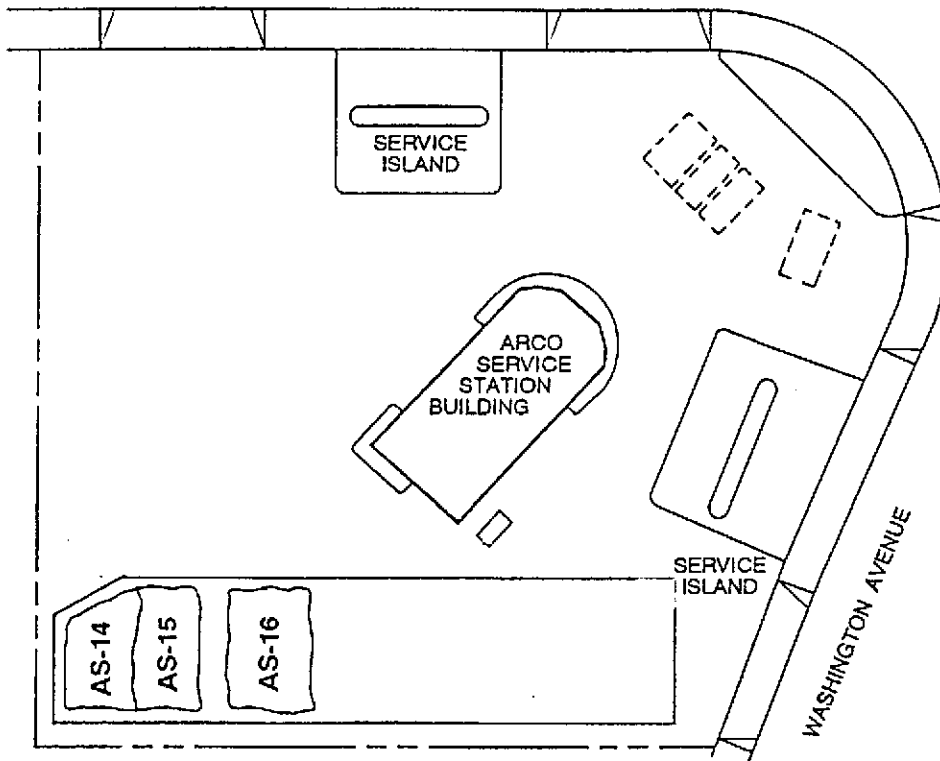 SERVICE
ISLAND
ARCO
SERVICE
STATION
BUILDING
SERVICE
ISLAND
WASHINGTON AVENUE
AS-14
AS-15
AS-16